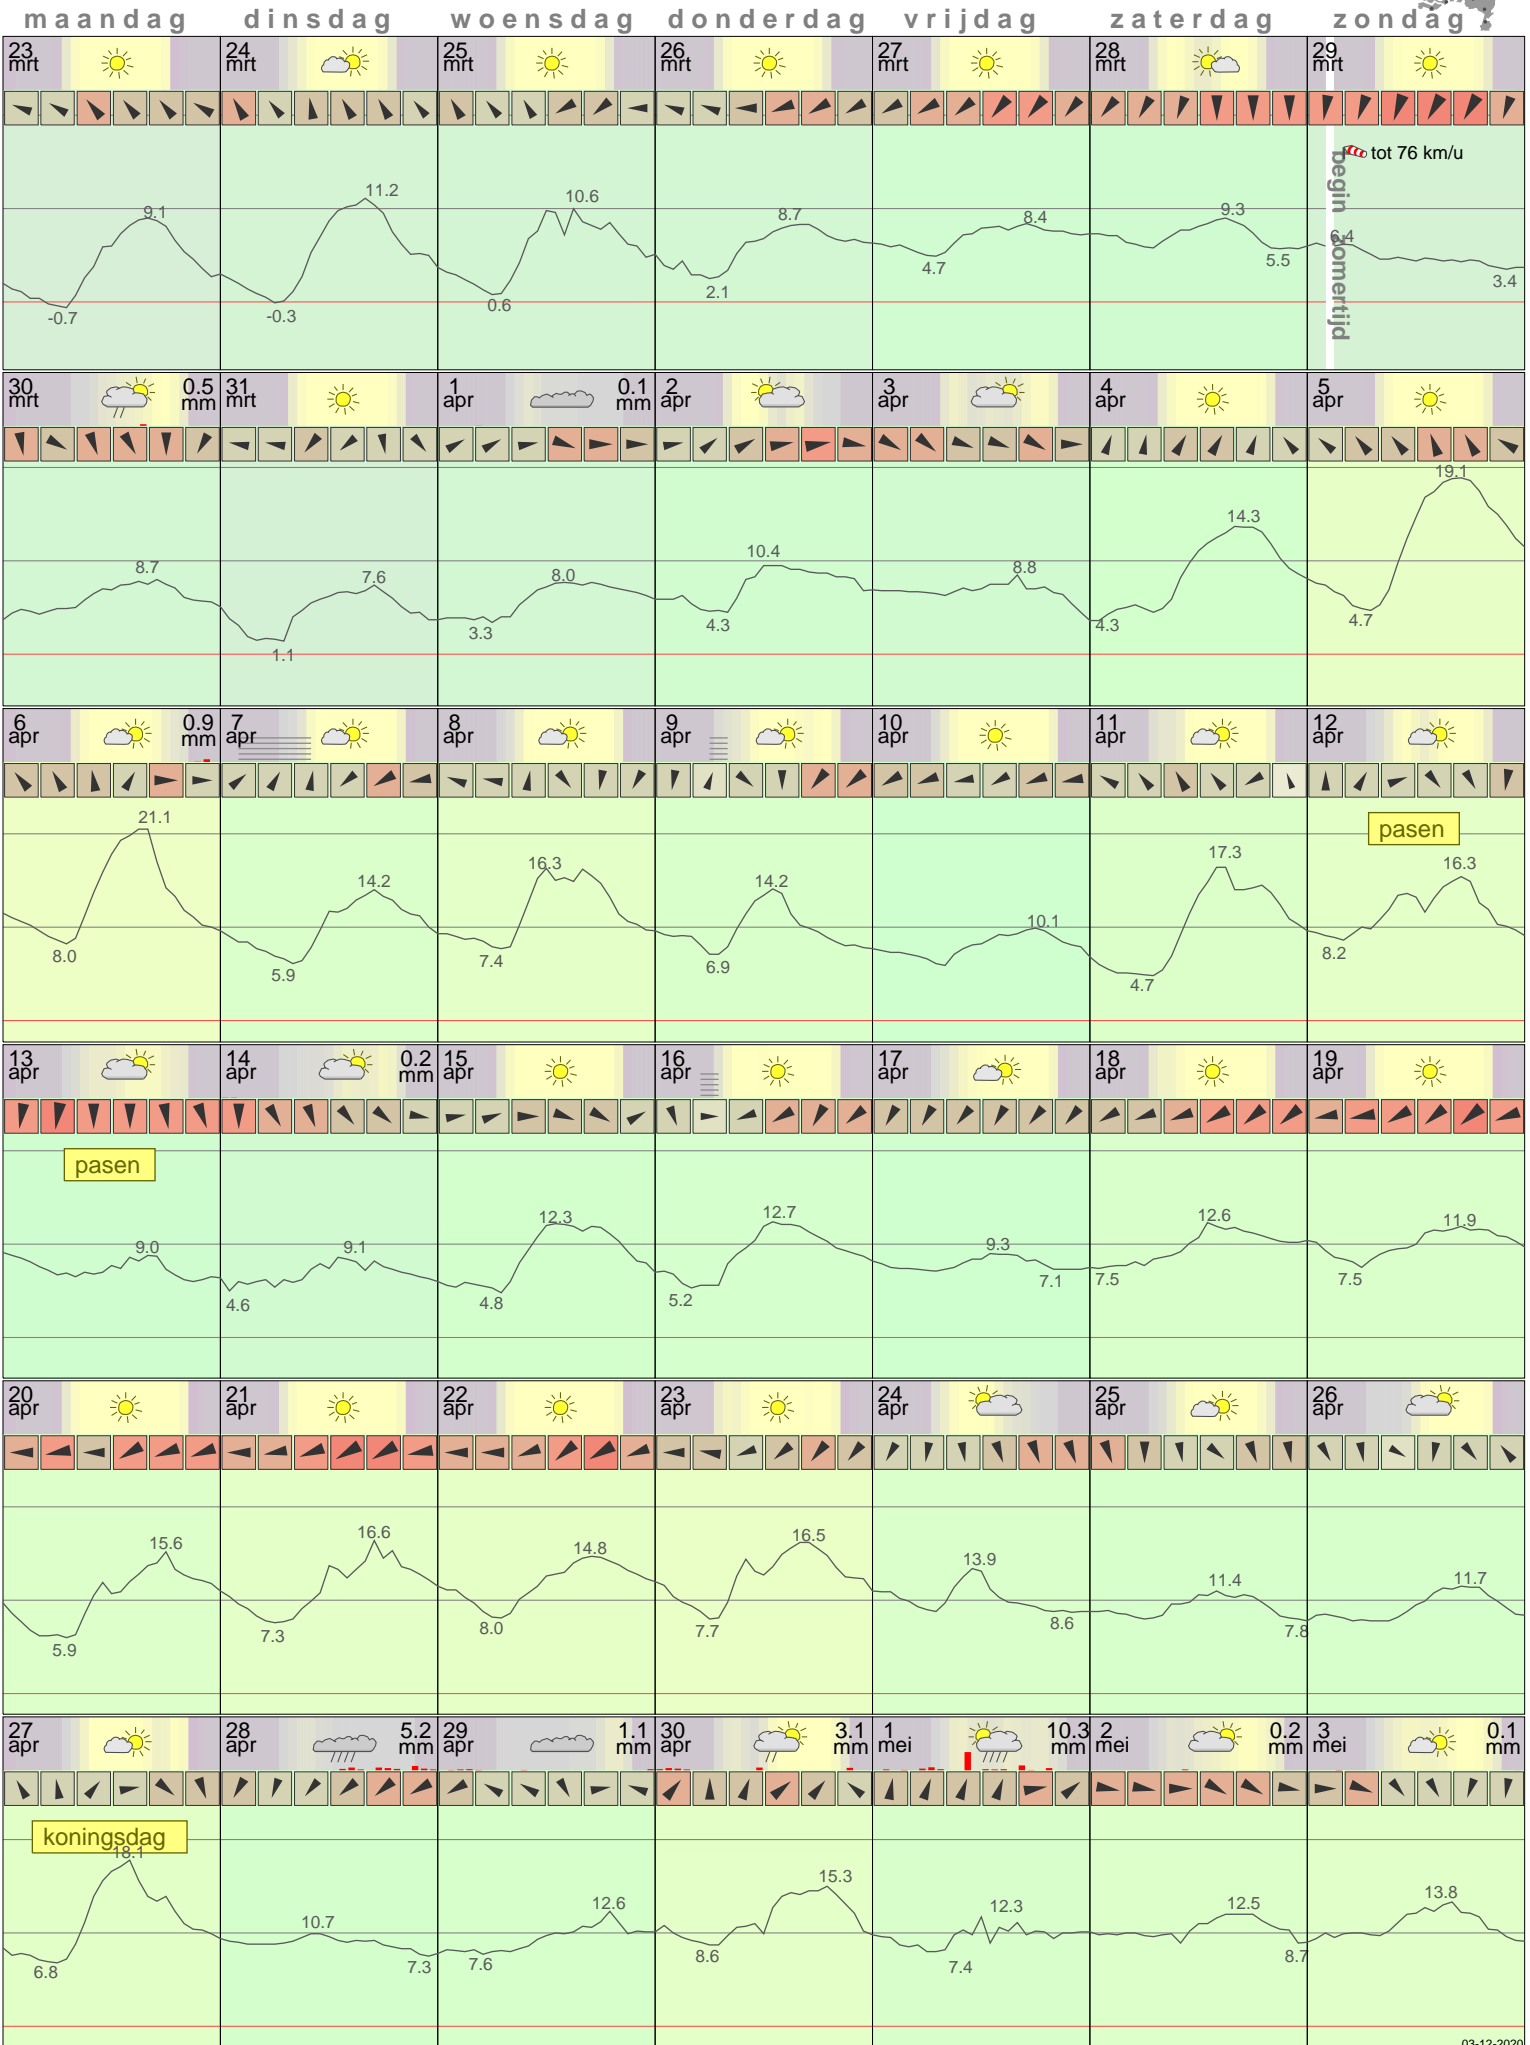 maandag dinsdag woensdag donderdag vrijdag zaterdag zondag
23 24 25 26 27 28 29
mrt mrt mrt mrt mrt mrt mrt
tot 76 km/u
begin zomertijd
9.1 11.2 10.6 8.7 8.4 9.3 6.4
-0.7 -0.3 0.6 2.1 4.7 5.5 3.4
30 0.5 31 1 0.1 2 3 4 5
mrt mm mrt apr mm apr apr apr apr
8.7 7.6 8.0 10.4 8.8 14.3 19.1
1.1 3.3 4.3 4.3 4.7
6 0.9 7 8 9 10 11 12
apr mm apr apr apr apr apr apr
pasen
21.1 14.2 16.3 14.2 10.1 17.3 16.3
8.0 5.9 7.4 6.9 4.7 8.2
13 14 0.2 15 16 17 18 19
apr apr mm apr apr apr apr apr
pasen
9.0 9.1 12.3 12.7 9.3 12.6 11.9
4.6 4.8 5.2 7.1 7.5 7.5
20 21 22 23 24 25 26
apr apr apr apr apr apr apr
15.6 16.6 14.8 16.5 13.9 11.4 11.7
5.9 7.3 8.0 7.7 8.6 7.8
27 28 5.2 29 1.1 30 3.1 1 10.3 2 0.2 3 0.1
apr apr mm apr mm apr mm mei mm mei mm mei mm
koningsdag
18.1 10.7 12.6 15.3 12.3 12.5 13.8
6.8 7.3 7.6 8.6 7.4 8.7
03-12-2020